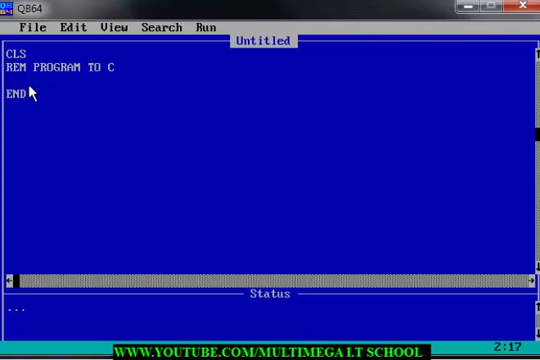 QB64
File Edit View Search Run
Untitled
CLS
REM PROGRAM TO C
END
Status
...
2:17
WWW.YOUTUBE.COM/MULTIMEGA I.T SCHOOL